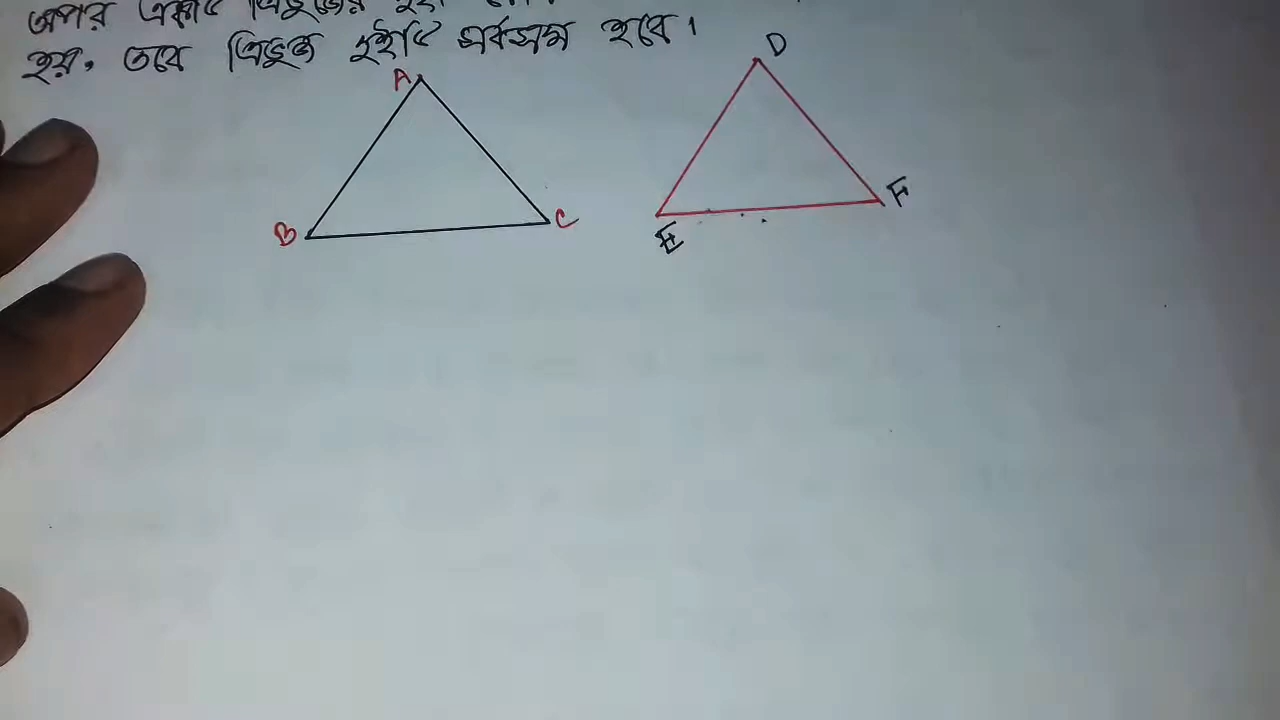 অপর একটি ত্রিভুজের
হয়, তবে ত্রিভুজ দুইটি সর্বসম হবে।
D
A
F
B
C
E